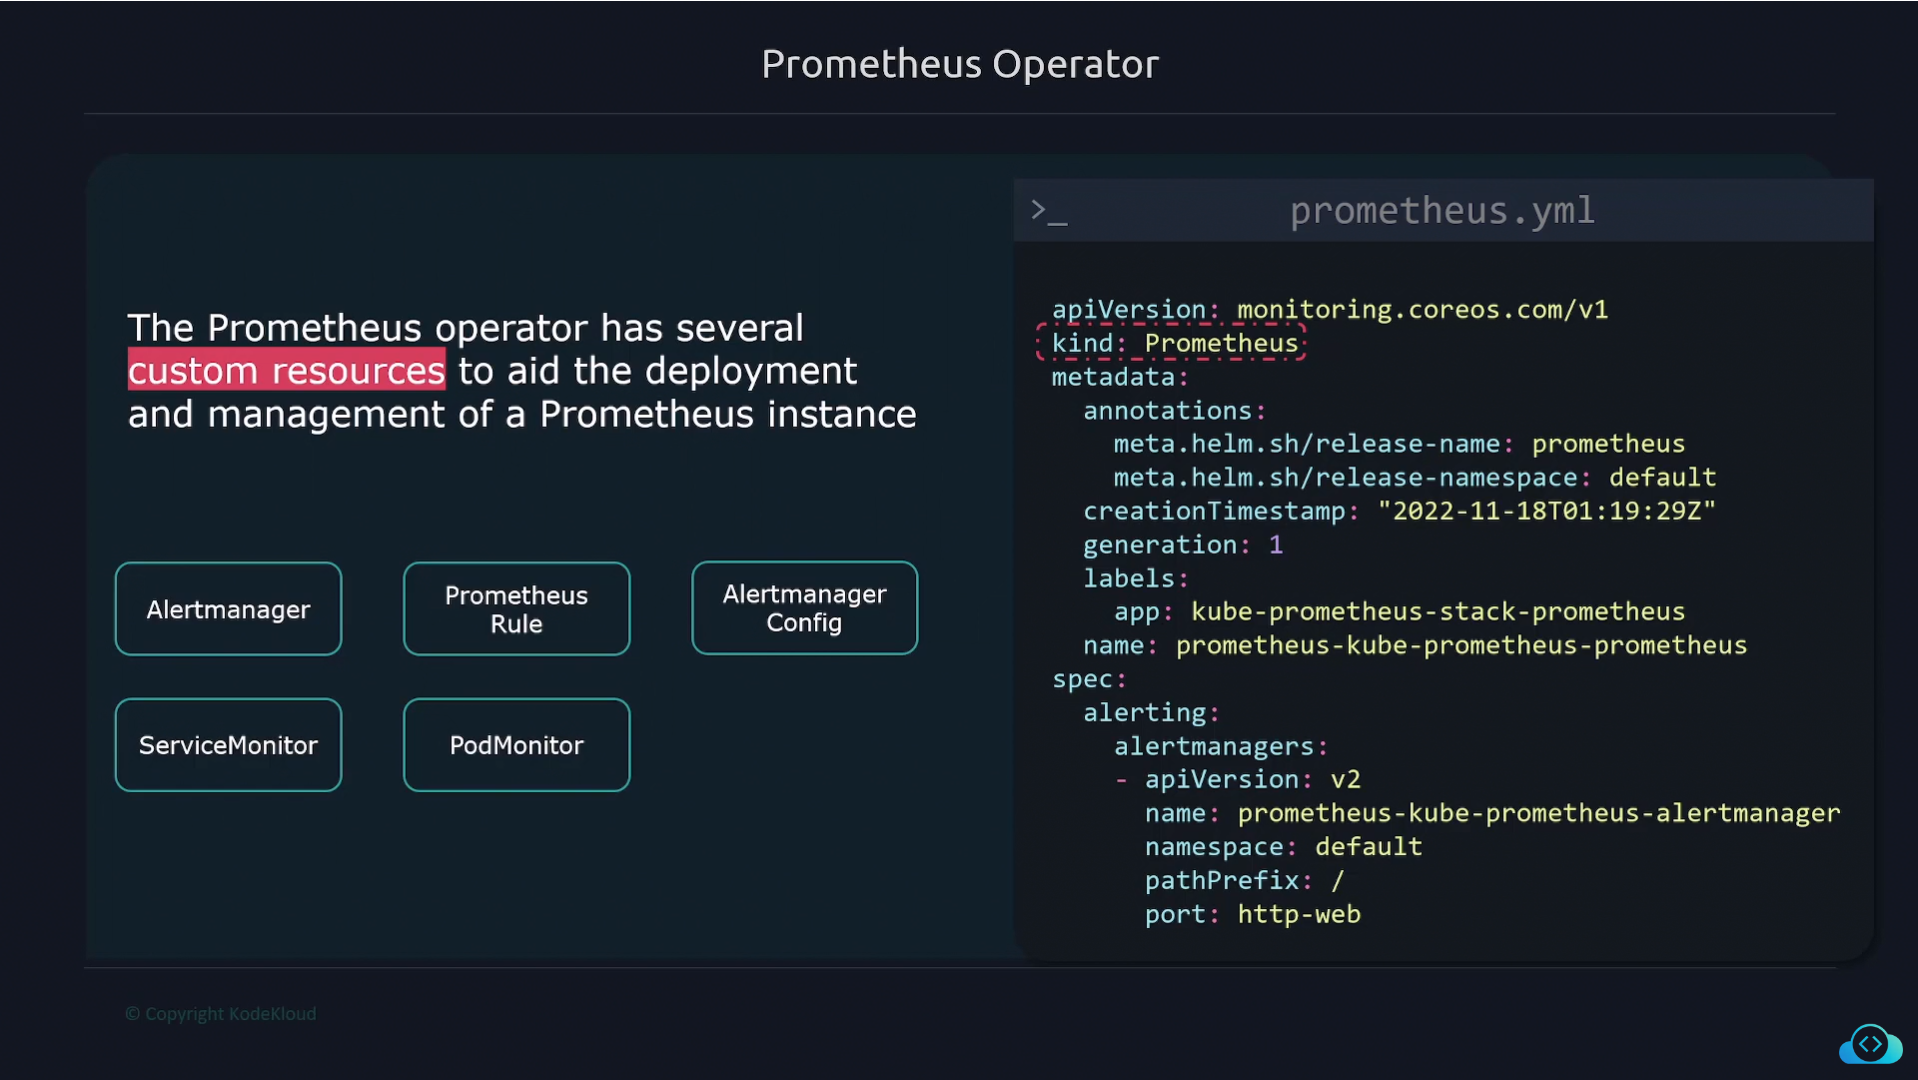 Prometheus Operator
The Prometheus operator has several
custom resources to aid the deployment
and management of a Prometheus instance
Alertmanager
Prometheus
Rule
Alertmanager
Config
ServiceMonitor
PodMonitor
>_ prometheus.yml
apiVersion: monitoring.coreos.com/v1
kind: Prometheus
metadata:
  annotations:
    meta.helm.sh/release-name: prometheus
    meta.helm.sh/release-namespace: default
  creationTimestamp: "2022-11-18T01:19:29Z"
  generation: 1
  labels:
    app: kube-prometheus-stack-prometheus
  name: prometheus-kube-prometheus-prometheus
spec:
  alerting:
    alertmanagers:
    - apiVersion: v2
      name: prometheus-kube-prometheus-alertmanager
      namespace: default
      pathPrefix: /
      port: http-web
© Copyright KodeKloud